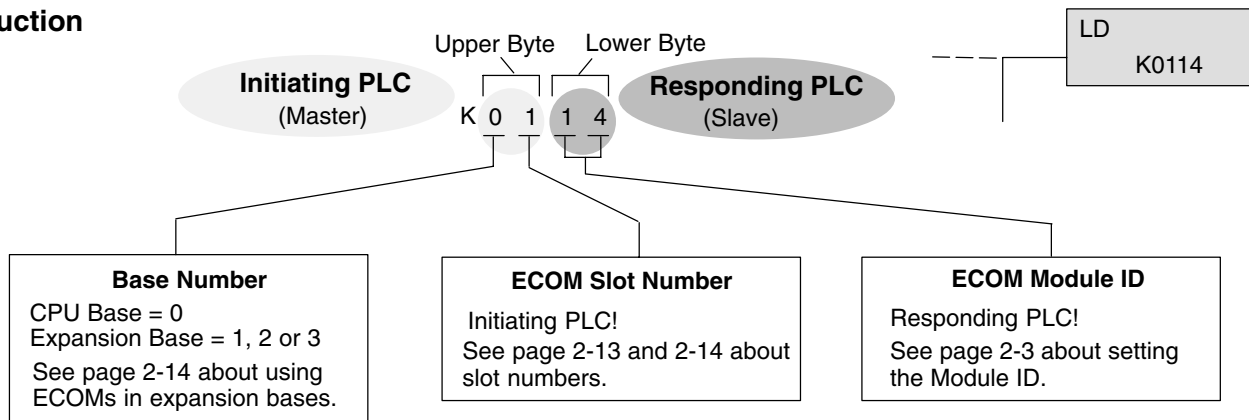 uction
Upper Byte Lower Byte
LD
K0114
Initiating PLC
(Master)
K 0 1 1 4
Responding PLC
(Slave)
Base Number
CPU Base = 0
Expansion Base = 1, 2 or 3
See page 2-14 about using
ECOMs in expansion bases.
ECOM Slot Number
Initiating PLC!
See page 2-13 and 2-14 about
slot numbers.
ECOM Module ID
Responding PLC!
See page 2-3 about setting
the Module ID.